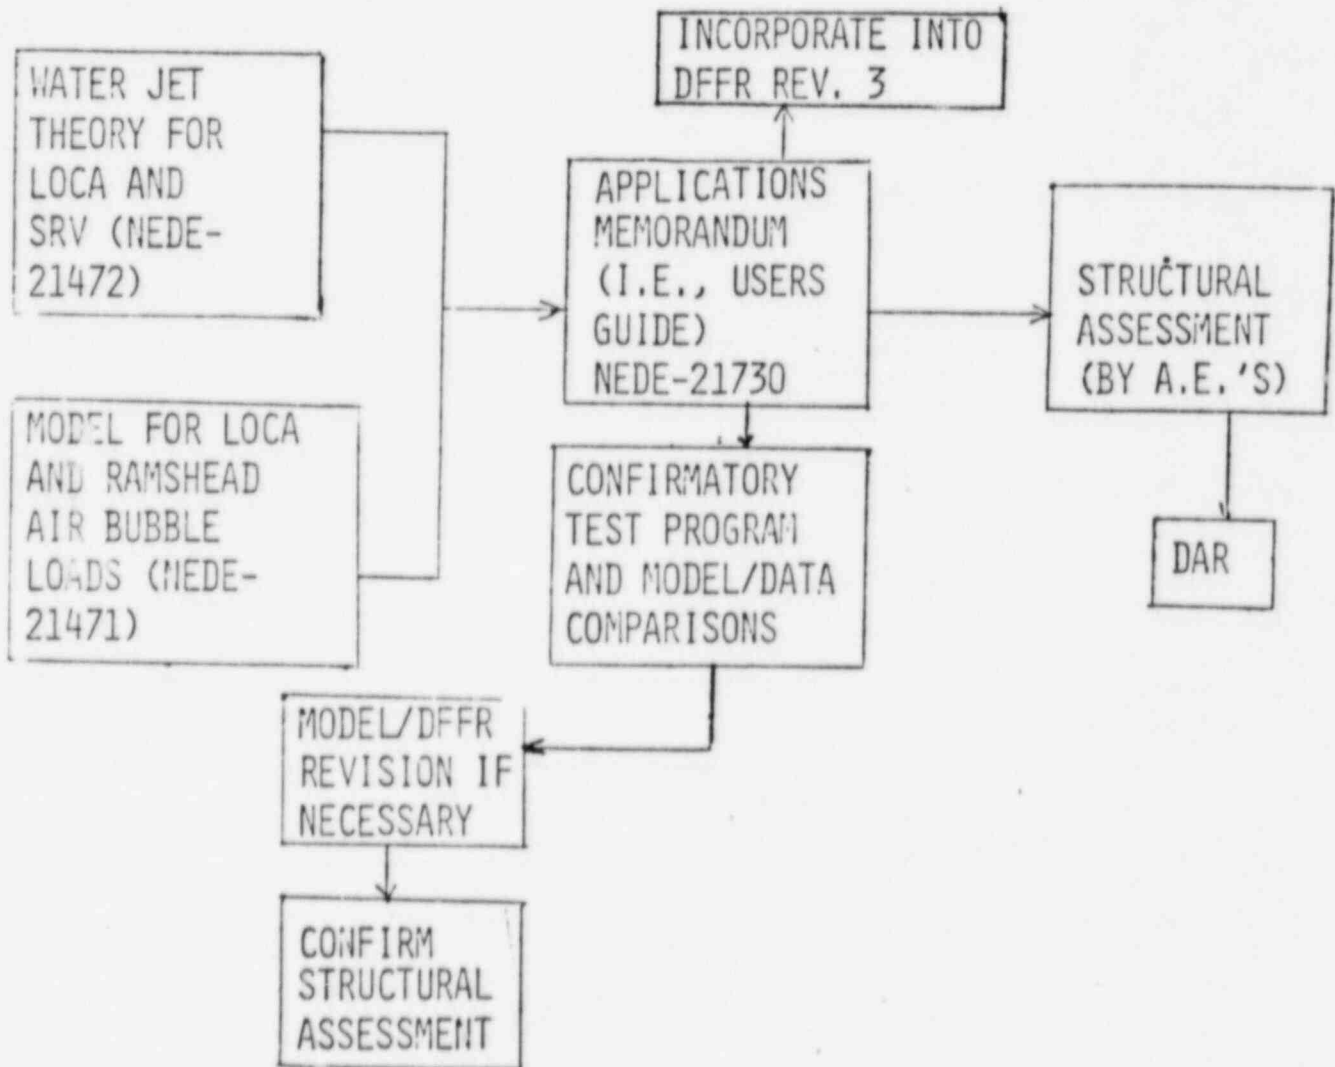 INCORPORATE INTO
DFFR REV. 3
WATER JET
THEORY FOR
LOCA AND
SRV (NEDE-
21472)
APPLICATIONS
MEMORANDUM
(I.E., USERS
GUIDE)
NEDE-21730
STRUCTURAL
ASSESSMENT
(BY A.E.'S)
MODEL FOR LOCA
AND RAMSHEAD
AIR BUBBLE
LOADS (NEDE-
21471)
CONFIRMATORY
TEST PROGRAM
AND MODEL/DATA
COMPARISONS
DAR
MODEL/DFFR
REVISION IF
NECESSARY
CONFIRM
STRUCTURAL
ASSESSMENT